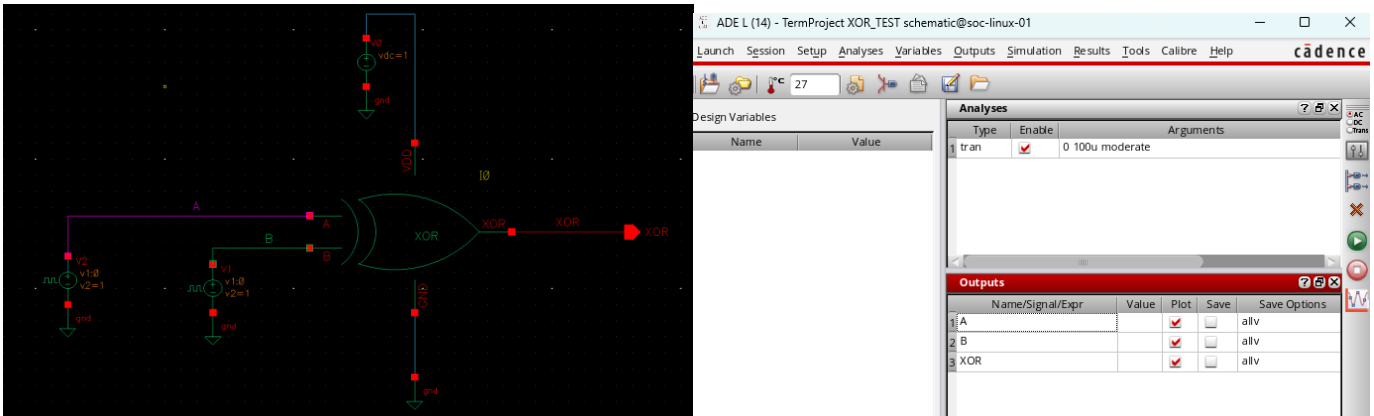 V0
vdc=1
gnd
VDD
I0
A
A
XOR
XOR
XOR
XOR
B
B
V2
v1:0
v2=1
gnd
V1
v1:0
v2=1
gnd
GND
gnd
ADE L (14) - TermProject XOR_TEST schematic@soc-linux-01
Launch Session Setup Analyses Variables Outputs Simulation Results Tools Calibre Help
cādence
°C
27
Design Variables
Name Value
Analyses
Type Enable Arguments
1 tran 0 100u moderate
AC
DC
Trans
Outputs
Name/Signal/Expr Value Plot Save Save Options
1 A allv
2 B allv
3 XOR allv